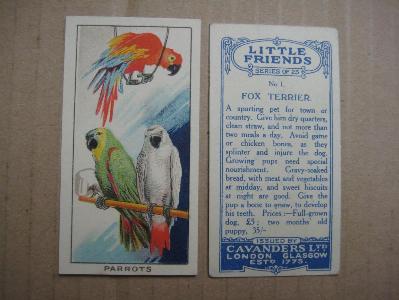 PARROTS
LITTLE
FRIENDS
SERIES OF 25
No 1.
FOX TERRIER.
A sporting pet for town or
country. Give him dry quarters,
clean straw, and not more than
two meals a day. Avoid game
or chicken bones, as they
splinter and injure the dog.
Growing pups need special
nourishment. Gravy-soaked
bread, with meat and vegetables
at midday, and sweet biscuits
at night are good. Give the
pup a bone to gnaw, to develop
his teeth. Prices :— Full-grown
dog, £5 ; two months' old
puppy, 35/-
ISSUED BY
CAVANDERS LTD
LONDON GLASGOW
ESTD 1775.